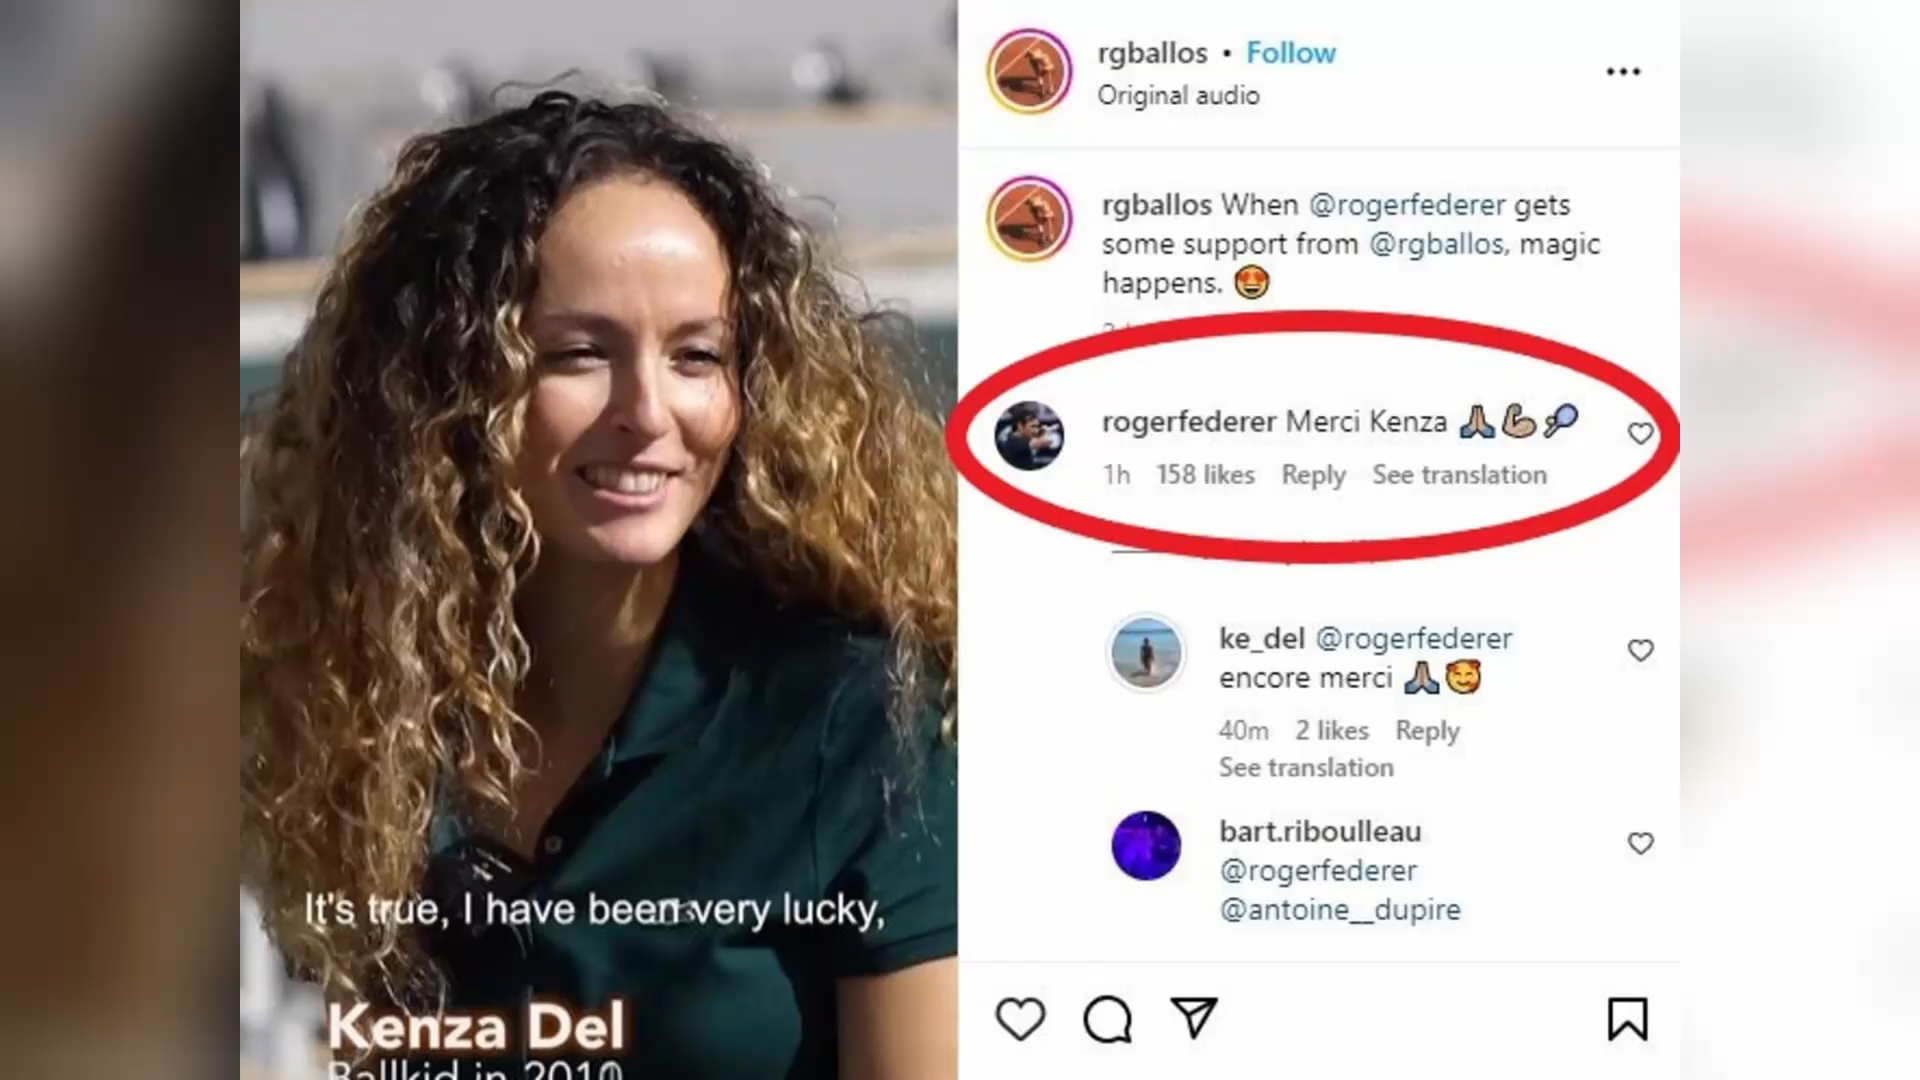 rgballos • Follow
Original audio
rgballos When @rogerfederer gets
some support from @rgballos, magic
happens.
rogerfederer Merci Kenza
1h 158 likes Reply See translation
ke_del @rogerfederer
encore merci
40m 2 likes Reply
See translation
bart.riboulleau
@rogerfederer
@antoine__dupire
It's true, I have been very lucky,
Kenza Del
Ballkid in 2010